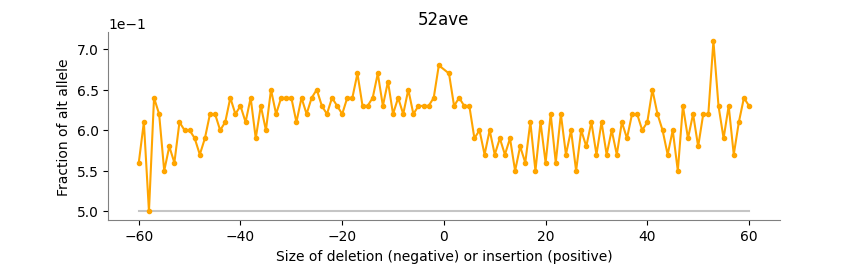 52ave
1e−1
7.0
6.5
6.0
5.5
5.0
Fraction of alt allele
−60 −40 −20 0 20 40 60
Size of deletion (negative) or insertion (positive)